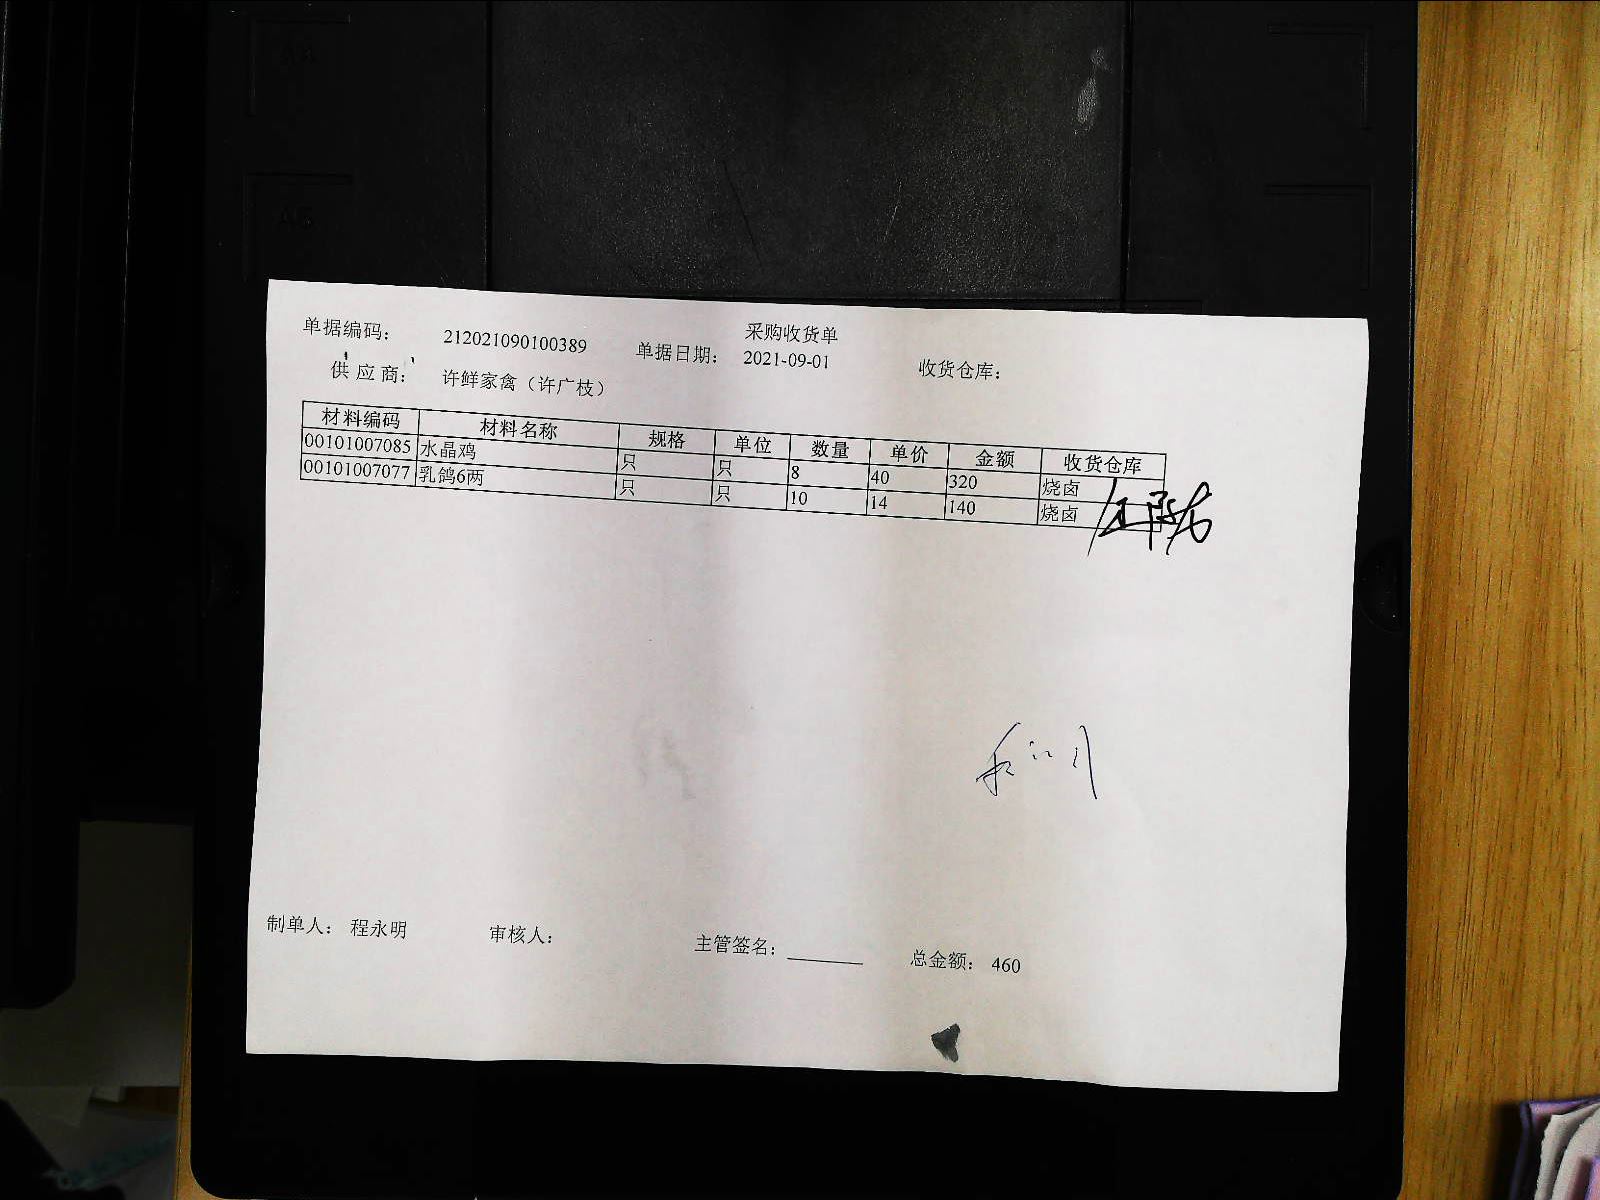 采购收货单
单据编码： 212021090100389 单据日期： 2021-09-01 收货仓库：
供应商： 许鲜家禽（许广枝）
材料编码 材料名称 规格 单位 数量 单价 金额 收货仓库
00101007085 水晶鸡 只 只 8 40 320 烧卤
00101007077 乳鸽6两 只 只 10 14 140 烧卤
制单人： 程永明 审核人： 主管签名： 总金额： 460